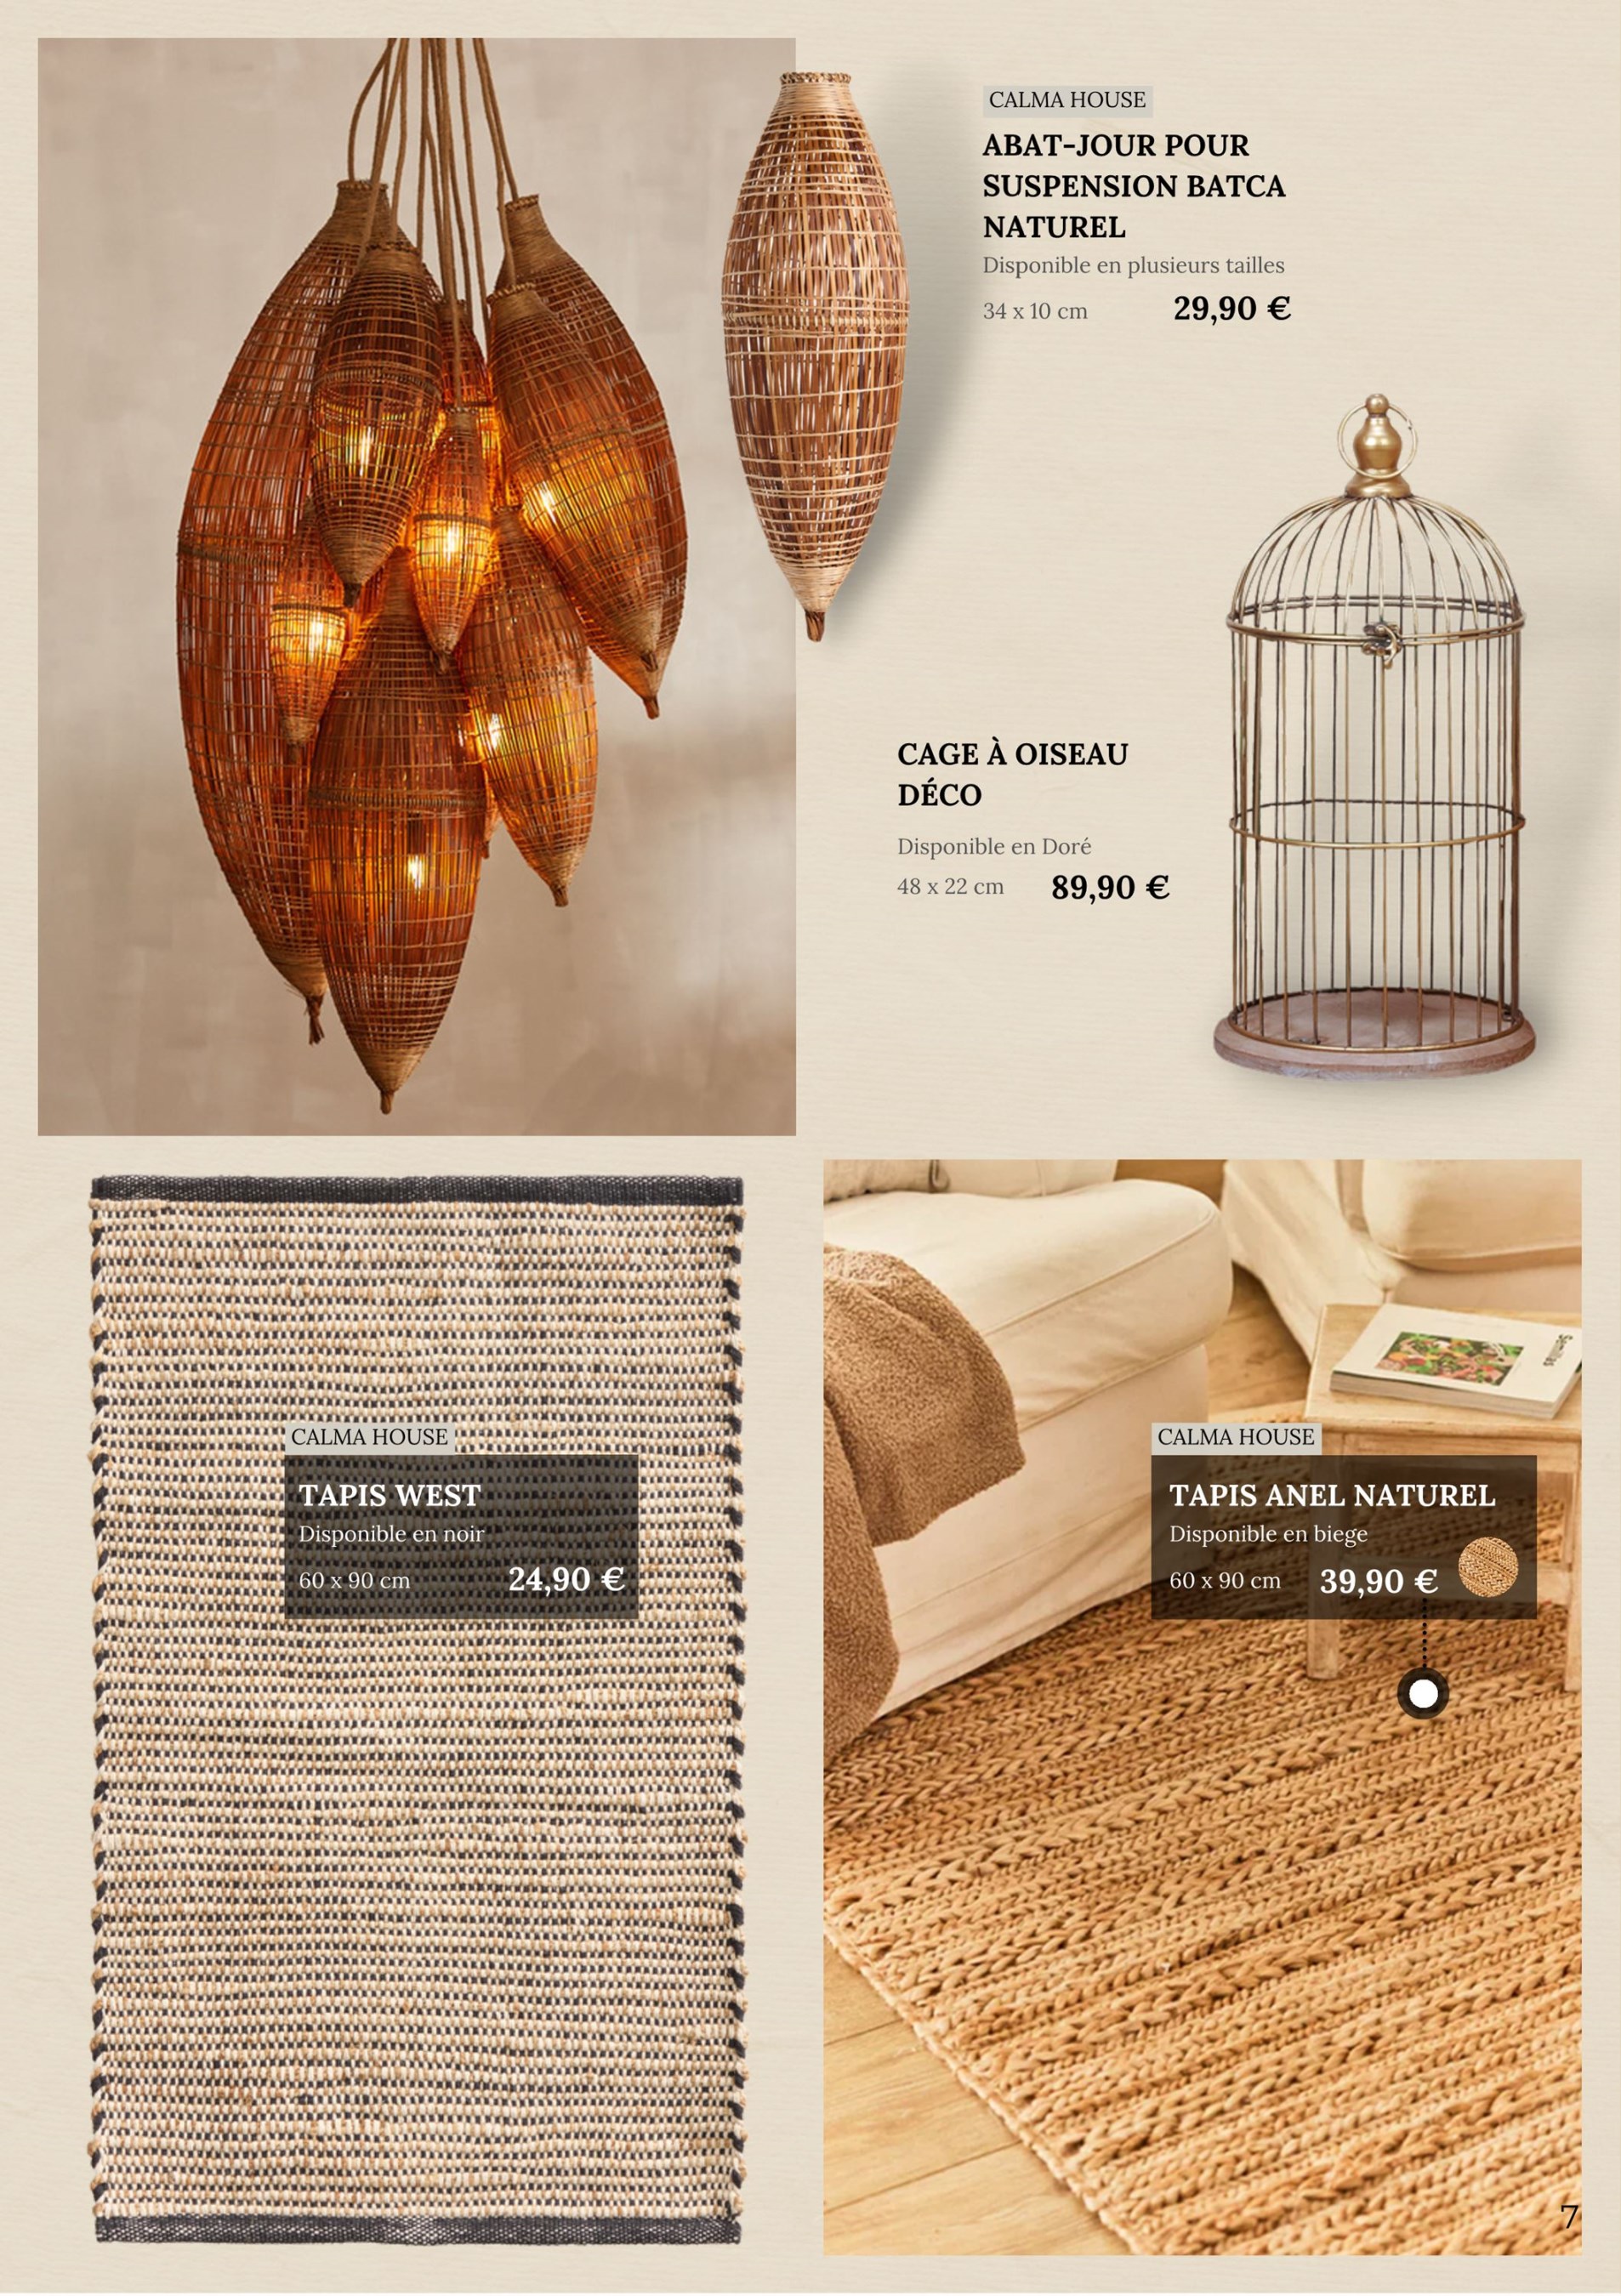 CALMA HOUSE
ABAT-JOUR POUR
SUSPENSION BATCA
NATUREL
Disponible en plusieurs tailles
34 x 10 cm 29,90 €
CAGE À OISEAU
DÉCO
Disponible en Doré
48 x 22 cm 89,90 €
CALMA HOUSE
TAPIS WEST
Disponible en noir
60 x 90 cm 24,90 €
Semillas
CALMA HOUSE
TAPIS ANEL NATUREL
Disponible en biege
60 x 90 cm 39,90 €
7